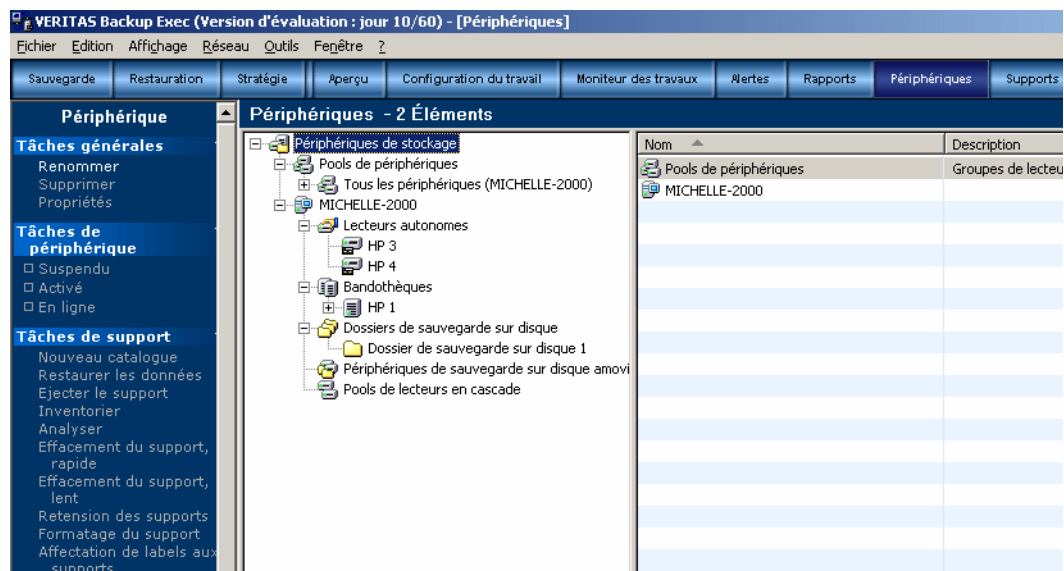 VERITAS Backup Exec (Version d'évaluation : jour 10/60) - [Périphériques]
Fichier Edition Affichage Réseau Outils Fenêtre ?
Sauvegarde Restauration Stratégie Aperçu Configuration du travail Moniteur des travaux Alertes Rapports Périphériques Supports
Périphérique
Tâches générales
Renommer
Supprimer
Propriétés
Tâches de
périphérique
Suspendu
Activé
En ligne
Tâches de support
Nouveau catalogue
Restaurer les données
Ejecter le support
Inventorier
Analyser
Effacement du support,
rapide
Effacement du support,
lent
Retension des supports
Formatage du support
Affectation de labels aux
supports
Périphériques - 2 Éléments
Périphériques de stockage
Pools de périphériques
Tous les périphériques (MICHELLE-2000)
MICHELLE-2000
Lecteurs autonomes
HP 3
HP 4
Bandothèques
HP 1
Dossiers de sauvegarde sur disque
Dossier de sauvegarde sur disque 1
Périphériques de sauvegarde sur disque amovi
Pools de lecteurs en cascade
Nom Description
Pools de périphériques Groupes de lecteu
MICHELLE-2000